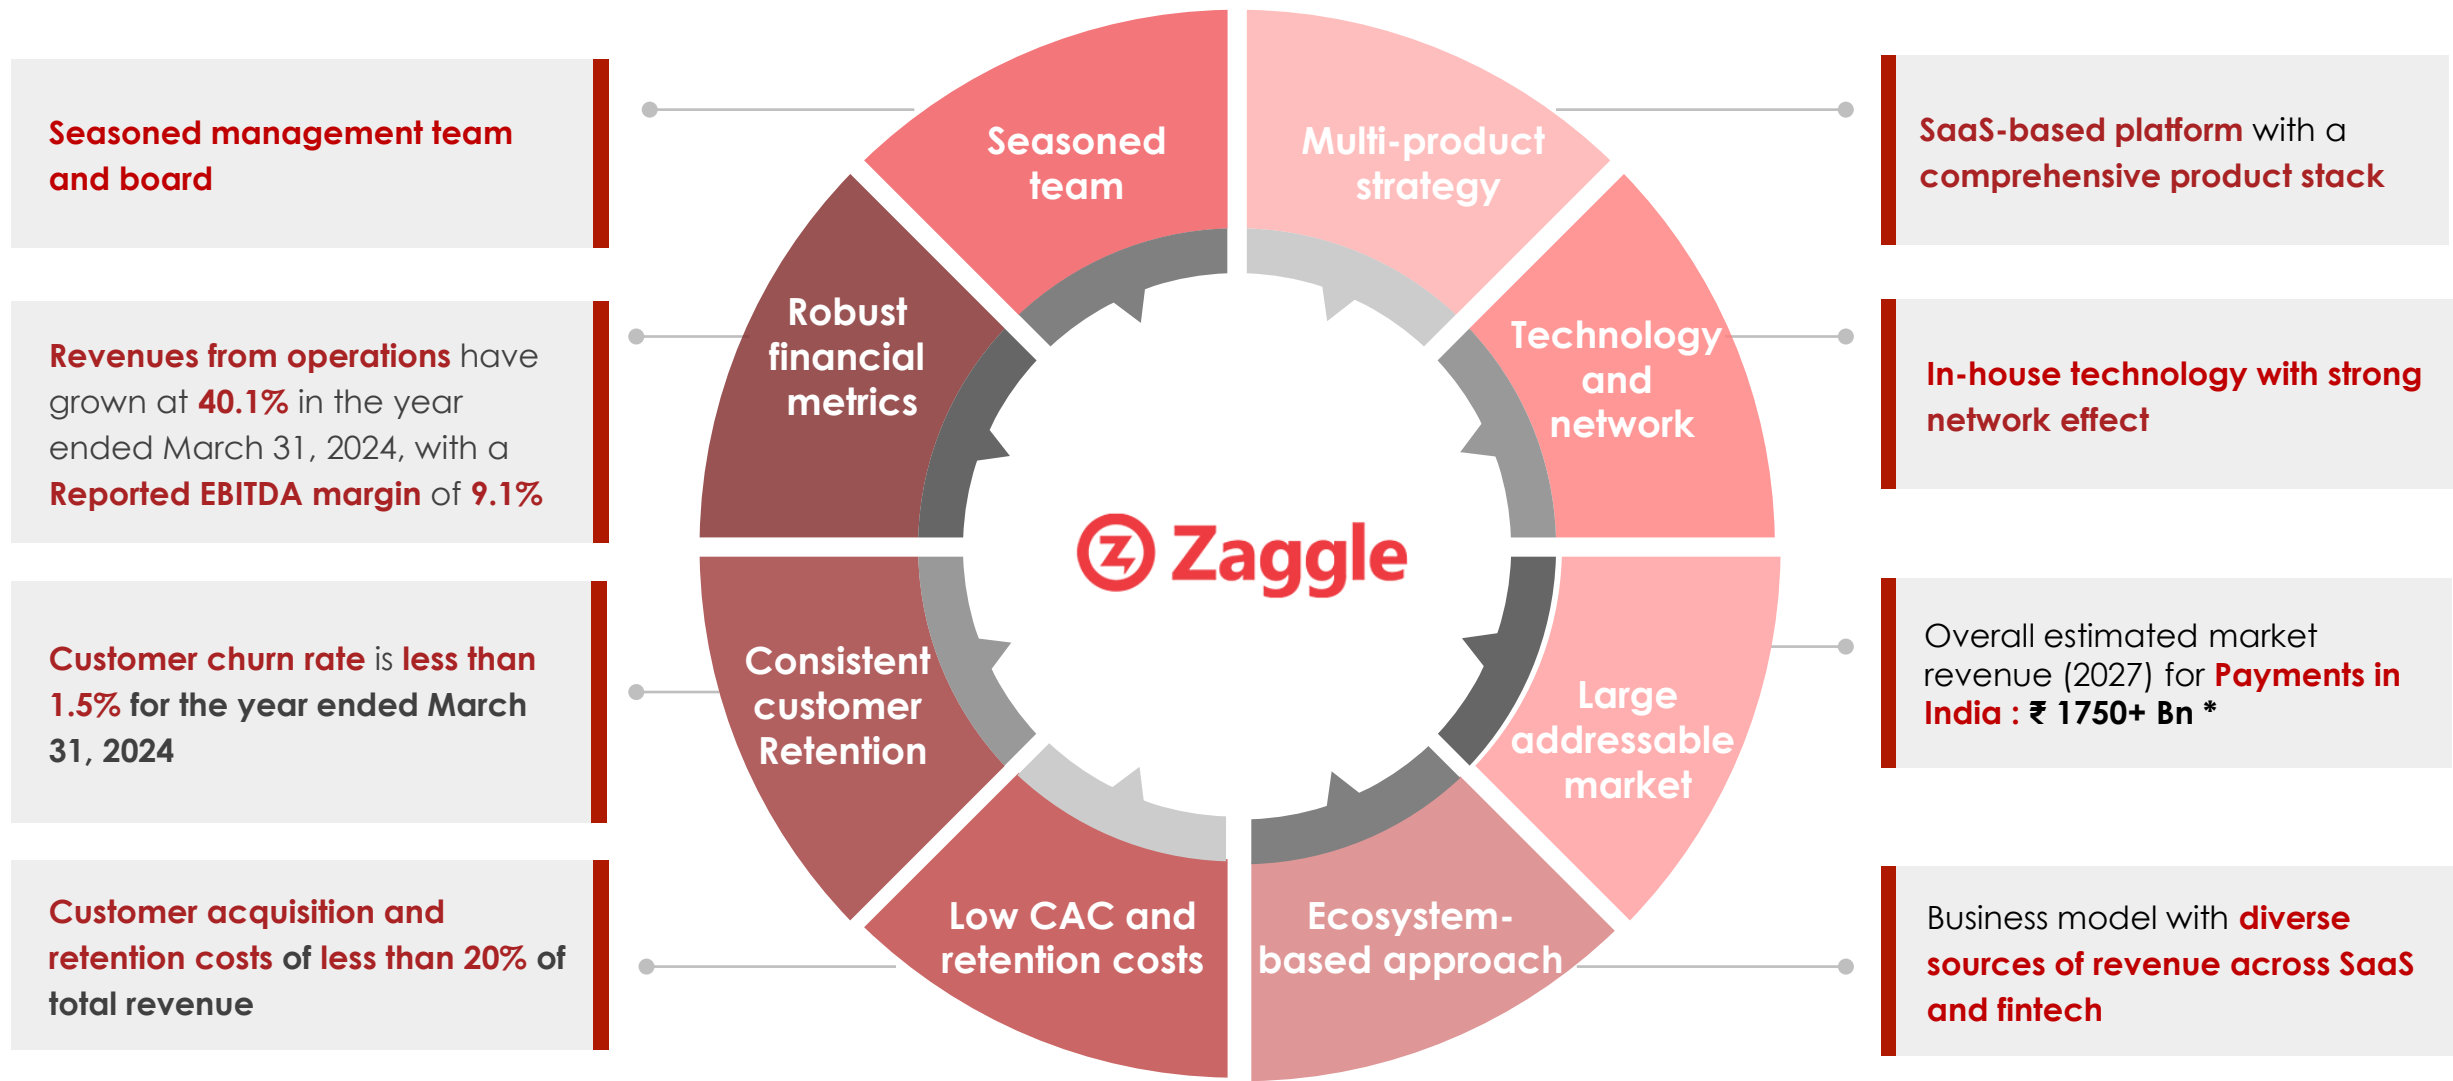 Seasoned management team
and board
Revenues from operations have
grown at 40.1% in the year
ended March 31, 2024, with a
Reported EBITDA margin of 9.1%
Customer churn rate is less than
1.5% for the year ended March
31, 2024
Customer acquisition and
retention costs of less than 20% of
total revenue
Seasoned
team
Multi-product
strategy
Robust
financial
metrics
Technology
and
network
Zaggle
Consistent
customer
Retention
Large
addressable
market
Low CAC and
retention costs
Ecosystem-
based approach
SaaS-based platform with a
comprehensive product stack
In-house technology with strong
network effect
Overall estimated market
revenue (2027) for Payments in
India : ₹ 1750+ Bn *
Business model with diverse
sources of revenue across SaaS
and fintech